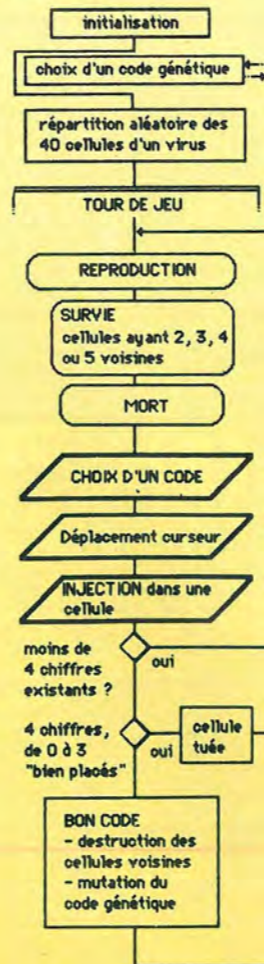 initialisation
choix d'un code génétique
répartition aléatoire des
40 cellules d'un virus
TOUR DE JEU
REPRODUCTION
SURVIE
cellules ayant 2, 3, 4
ou 5 voisines
MORT
CHOIX D'UN CODE
Déplacement curseur
INJECTION dans une
cellule
moins de
4 chiffres
existants ?
oui
4 chiffres,
de 0 à 3
"bien placés"
oui
cellule
tuée
BON CODE
- destruction des
cellules voisines
- mutation du
code génétique